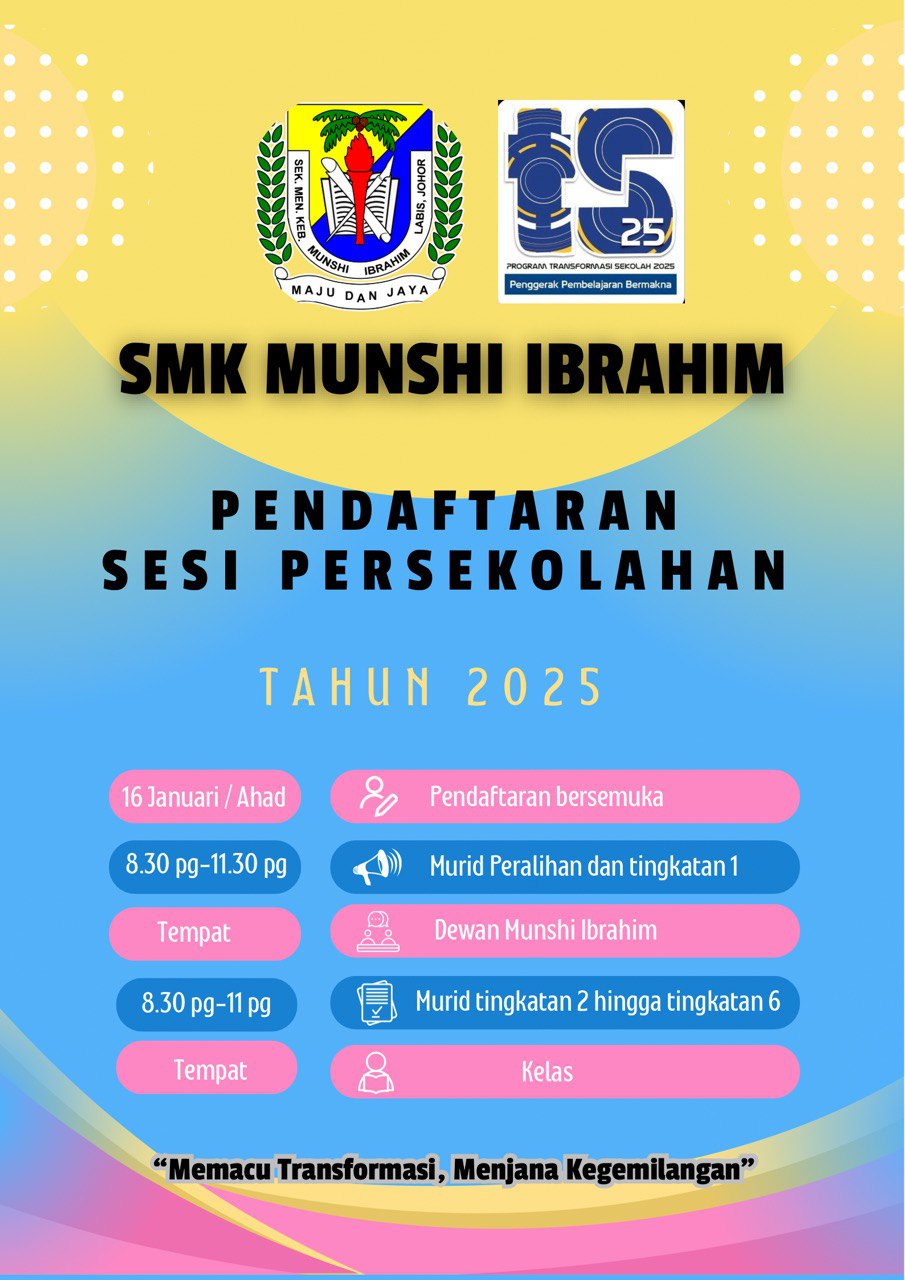 SEK. MEN. KEB. MUNSHI IBRAHIM LABIS, JOHOR
MAJU DAN JAYA
tS
25
PROGRAM TRANSFORMASI SEKOLAH 2025
Penggerak Pembelajaran Bermakna
SMK MUNSHI IBRAHIM
PENDAFTARAN
SESI PERSEKOLAHAN
TAHUN 2025
16 Januari / Ahad
Pendaftaran bersemuka
8.30 pg-11.30 pg
Murid Peralihan dan tingkatan 1
Tempat
Dewan Munshi Ibrahim
8.30 pg-11 pg
Murid tingkatan 2 hingga tingkatan 6
Tempat
Kelas
“Memacu Transformasi, Menjana Kegemilangan”